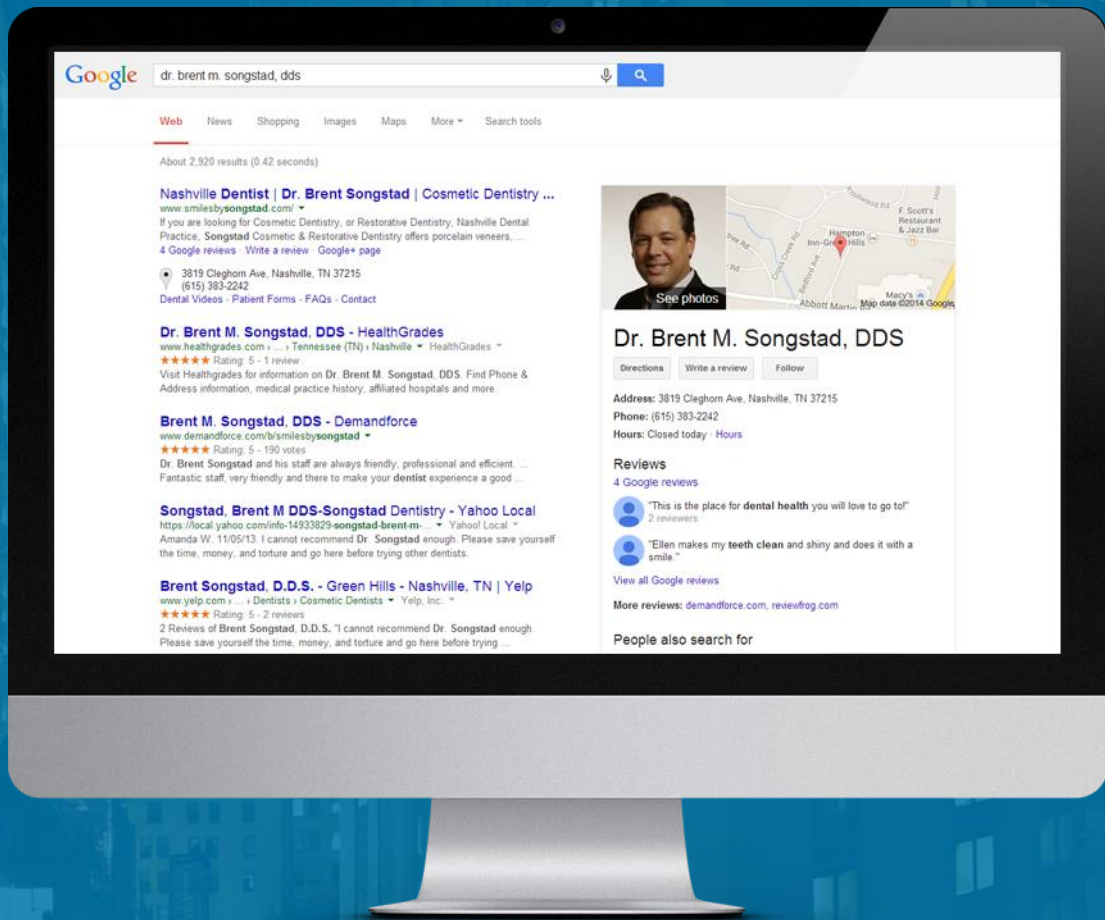 Google
dr. brent m. songstad, dds
Web News Shopping Images Maps More Search tools
About 2,920 results (0.42 seconds)
Nashville Dentist | Dr. Brent Songstad | Cosmetic Dentistry ...
www.smilesbysongstad.com/
If you are looking for Cosmetic Dentistry, or Restorative Dentistry, Nashville Dental
Practice, Songstad Cosmetic & Restorative Dentistry offers porcelain veneers, ...
4 Google reviews · Write a review · Google+ page
3819 Cleghorn Ave, Nashville, TN 37215
(615) 383-2242
Dental Videos - Patient Forms - FAQs - Contact
Dr. Brent M. Songstad, DDS - HealthGrades
www.healthgrades.com › ... › Tennessee (TN) › Nashville HealthGrades
★★★★★ Rating: 5 - 1 review
Visit Healthgrades for information on Dr. Brent M. Songstad, DDS. Find Phone &
Address information, medical practice history, affiliated hospitals and more.
Brent M. Songstad, DDS - Demandforce
www.demandforce.com/b/smilesbysongstad
★★★★★ Rating: 5 - 190 votes
Dr. Brent Songstad and his staff are always friendly, professional and efficient. ...
Fantastic staff, very friendly and there to make your dentist experience a good ...
Songstad, Brent M DDS-Songstad Dentistry - Yahoo Local
https://local.yahoo.com/info-14933829-songstad-brent-m-... Yahoo! Local
Amanda W. 11/05/13. I cannot recommend Dr. Songstad enough. Please save yourself
the time, money, and torture and go here before trying other dentists.
Brent Songstad, D.D.S. - Green Hills - Nashville, TN | Yelp
www.yelp.com › ... › Dentists › Cosmetic Dentists Yelp, Inc.
★★★★★ Rating: 5 - 2 reviews
2 Reviews of Brent Songstad, D.D.S. "I cannot recommend Dr. Songstad enough.
Please save yourself the time, money, and torture and go here before trying ...
See photos
F. Scott's
Restaurant
& Jazz Bar
Hampton
Inn-Green Hills
Cross Creek Rd
Bedford Ave
Abbott Martin Rd
Macy's
Map data ©2014 Google
Dr. Brent M. Songstad, DDS
Directions Write a review Follow
Address: 3819 Cleghorn Ave, Nashville, TN 37215
Phone: (615) 383-2242
Hours: Closed today · Hours
Reviews
4 Google reviews
"This is the place for dental health you will love to go to!"
2 reviewers
"Ellen makes my teeth clean and shiny and does it with a
smile."
View all Google reviews
More reviews: demandforce.com, reviewfrog.com
People also search for